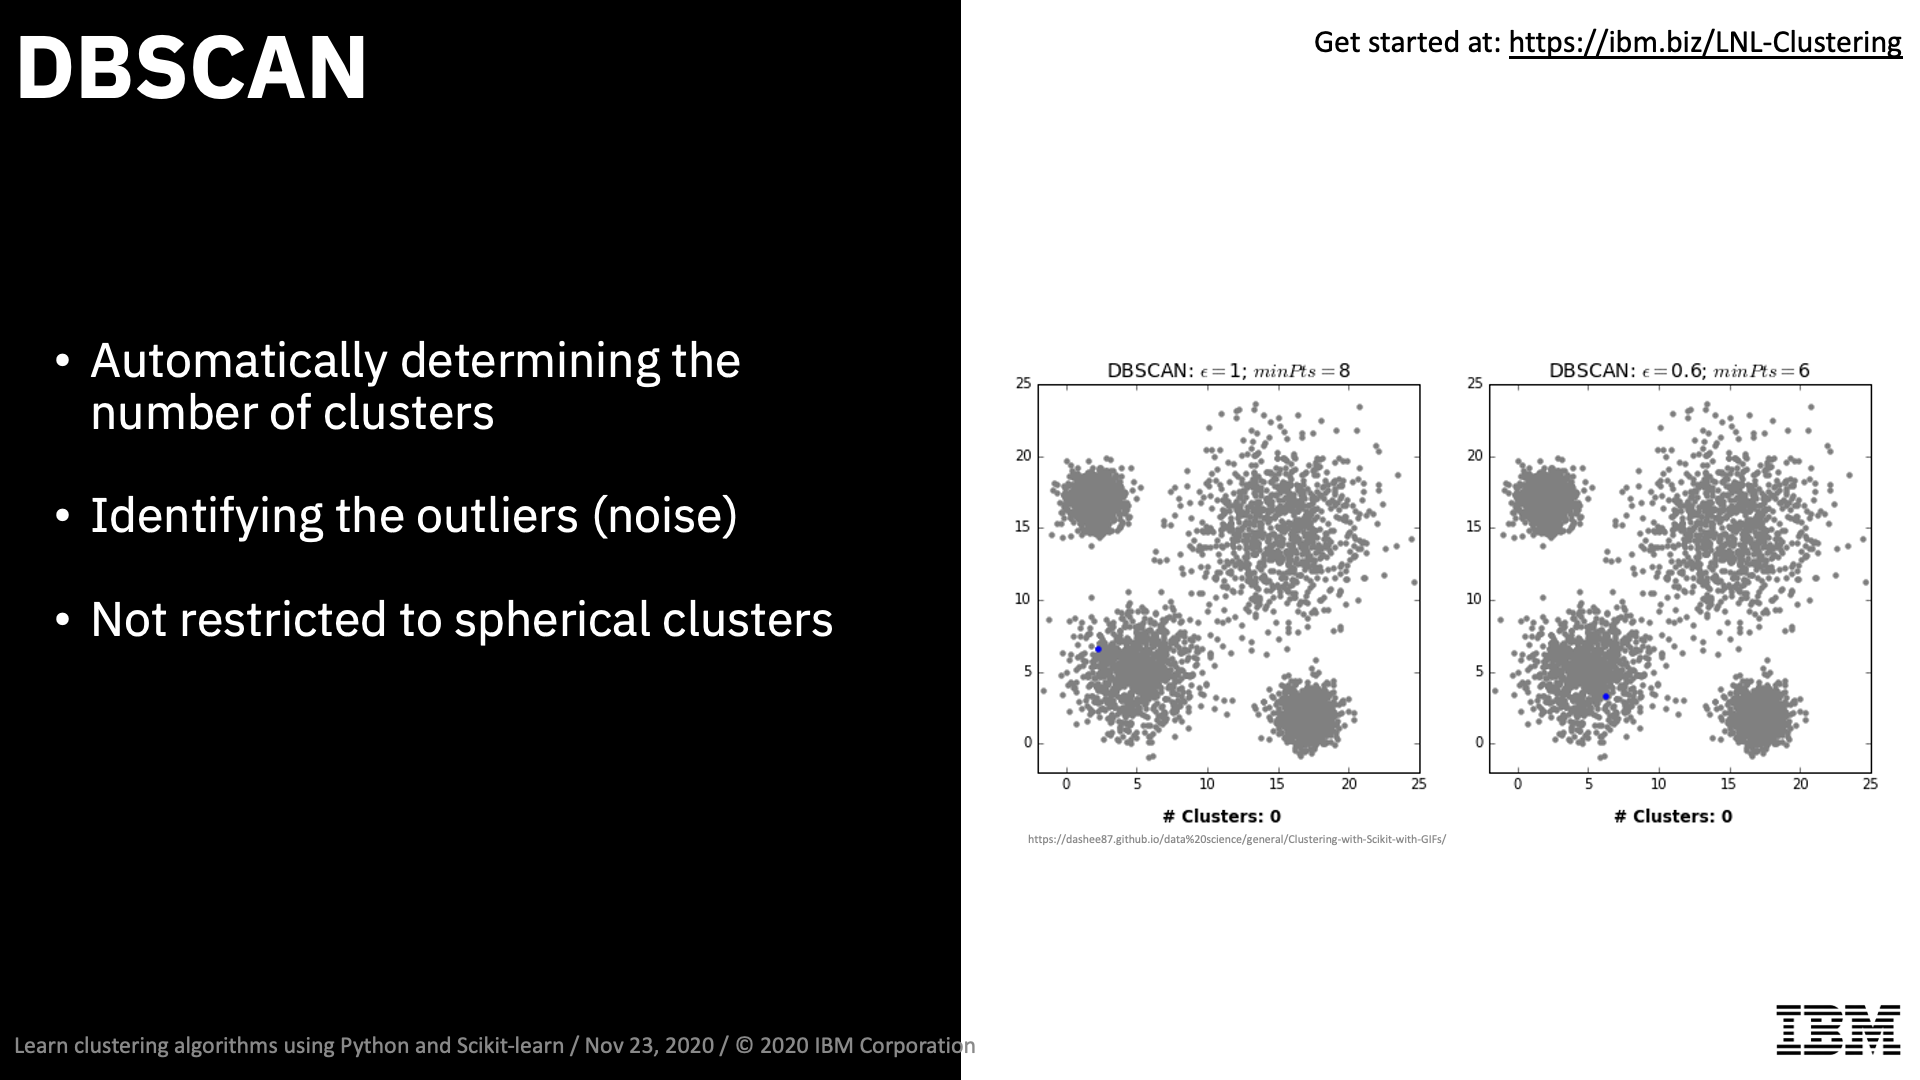 DBSCAN
Get started at: https://ibm.biz/LNL-Clustering
• Automatically determining the
number of clusters
• Identifying the outliers (noise)
• Not restricted to spherical clusters
DBSCAN: ϵ = 1; minPts = 8
25
20
15
10
5
0
0 5 10 15 20 25
# Clusters: 0
DBSCAN: ϵ = 0.6; minPts = 6
25
20
15
10
5
0
0 5 10 15 20 25
# Clusters: 0
https://dashee87.github.io/data%20science/general/Clustering-with-Scikit-with-GIFs/
Learn clustering algorithms using Python and Scikit-learn / Nov 23, 2020 / © 2020 IBM Corporation
IBM